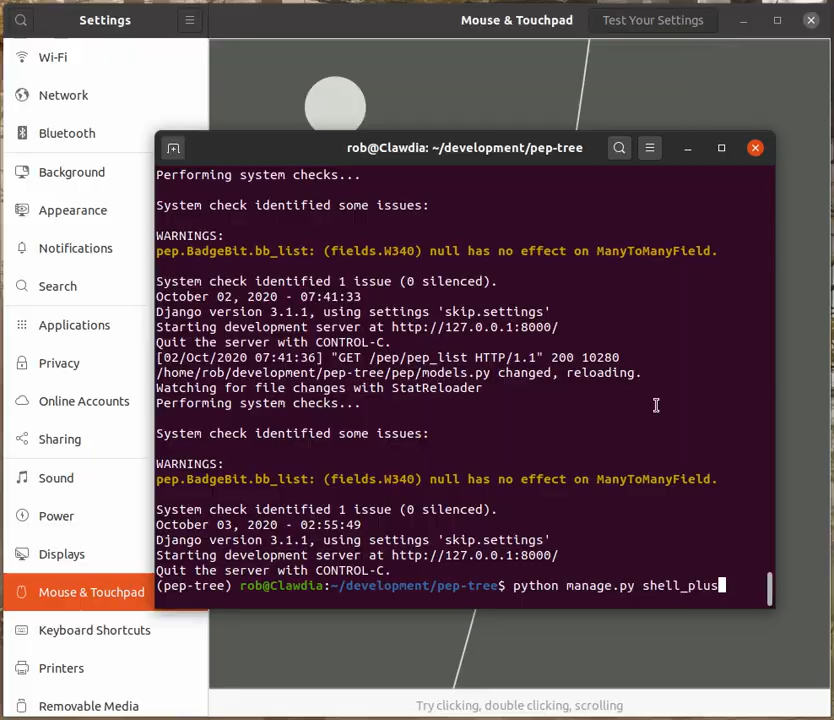 Settings
Mouse & Touchpad
Test Your Settings
Wi-Fi
Network
Bluetooth
Background
Appearance
Notifications
Search
Applications
Privacy
Online Accounts
Sharing
Sound
Power
Displays
Mouse & Touchpad
Keyboard Shortcuts
Printers
Removable Media
rob@Clawdia: ~/development/pep-tree
Performing system checks...
System check identified some issues:
WARNINGS:
pep.BadgeBit.bb_list: (fields.W340) null has no effect on ManyToManyField.
System check identified 1 issue (0 silenced).
October 02, 2020 - 07:41:33
Django version 3.1.1, using settings 'skip.settings'
Starting development server at http://127.0.0.1:8000/
Quit the server with CONTROL-C.
[02/Oct/2020 07:41:36] "GET /pep/pep_list HTTP/1.1" 200 10280
/home/rob/development/pep-tree/pep/models.py changed, reloading.
Watching for file changes with StatReloader
Performing system checks...
System check identified some issues:
WARNINGS:
pep.BadgeBit.bb_list: (fields.W340) null has no effect on ManyToManyField.
System check identified 1 issue (0 silenced).
October 03, 2020 - 02:55:49
Django version 3.1.1, using settings 'skip.settings'
Starting development server at http://127.0.0.1:8000/
Quit the server with CONTROL-C.
(pep-tree) rob@Clawdia:~/development/pep-tree$ python manage.py shell_plus
Try clicking, double clicking, scrolling